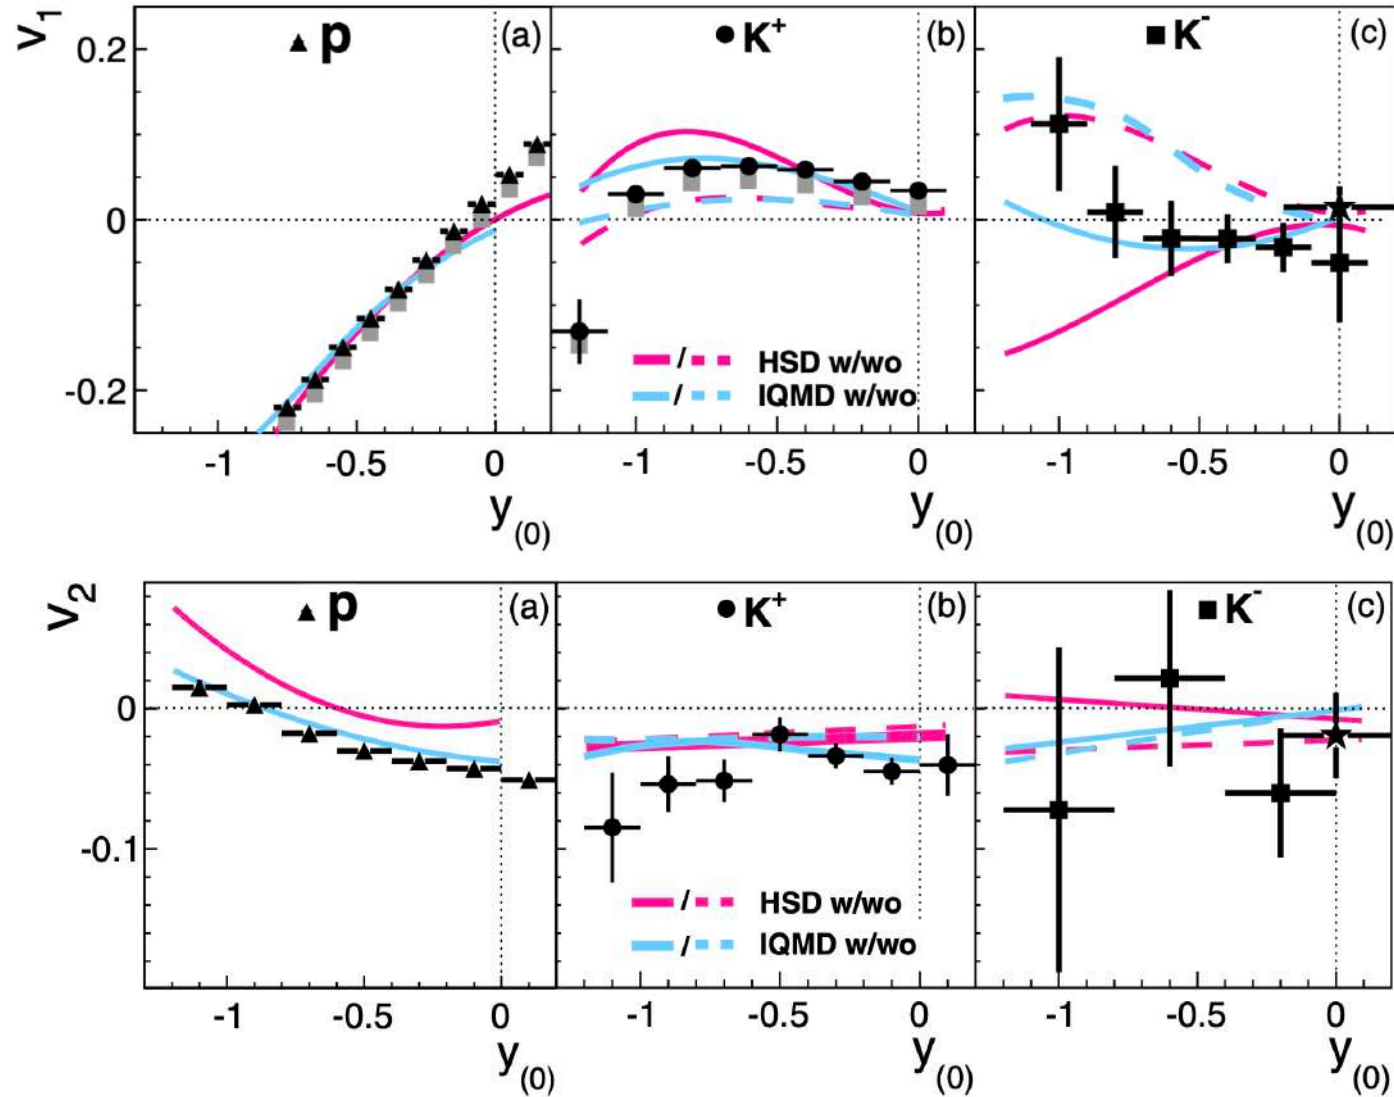 v1
p
(a)
K+
(b)
K-
(c)
0.2
0
-0.2
HSD w/wo
IQMD w/wo
-1 -0.5 0
-1 -0.5 0
-1 -0.5 0
y(0)
y(0)
y(0)
v2
p
(a)
K+
(b)
K-
(c)
0
-0.1
/ HSD w/wo
/ IQMD w/wo
-1 -0.5 0
-1 -0.5 0
-1 -0.5 0
y(0)
y(0)
y(0)